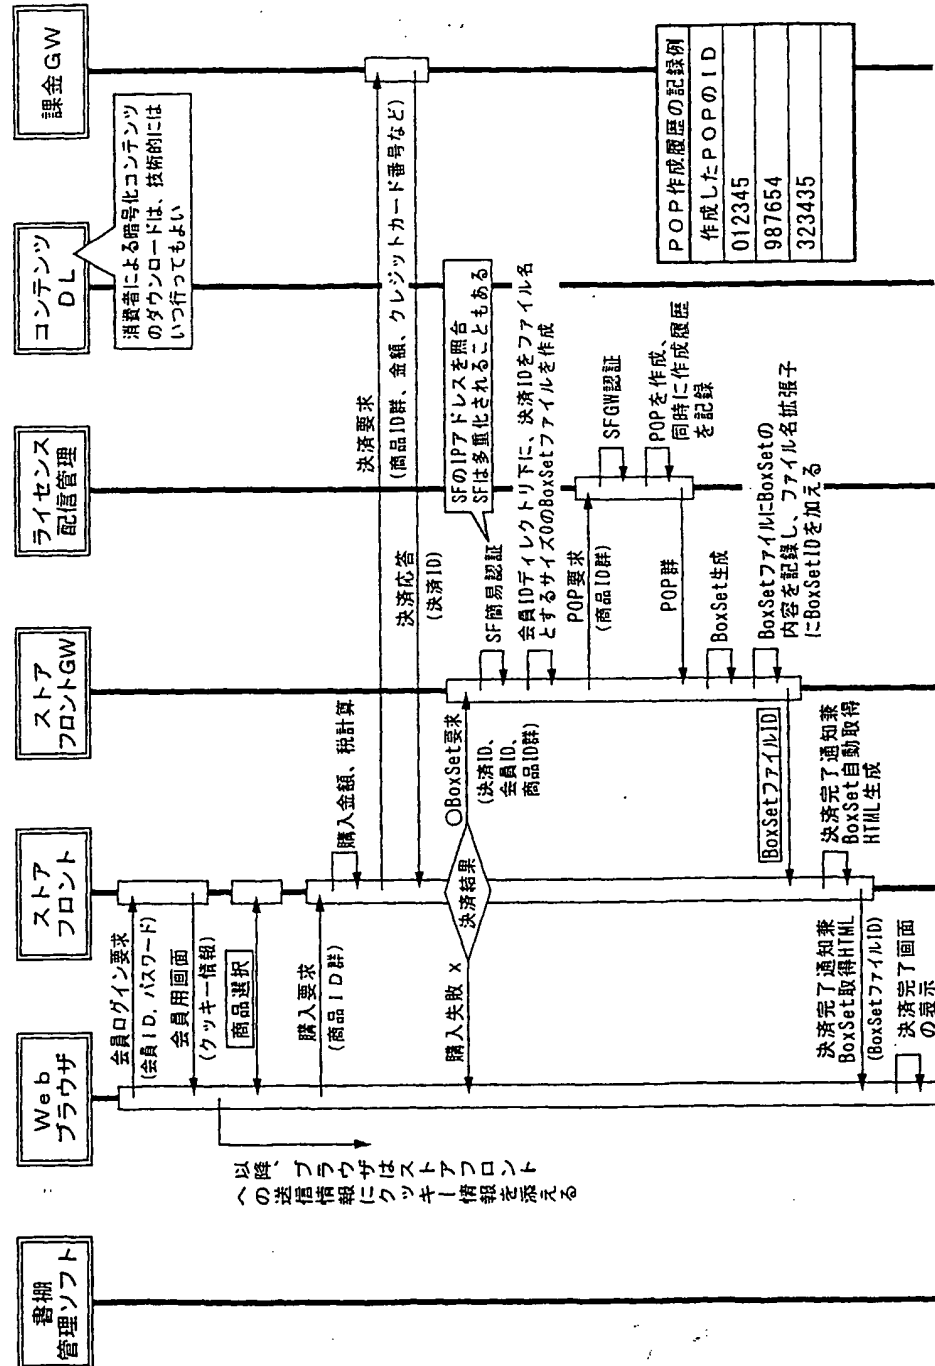 書棚
管理ソフト
Web
ブラウザ
ストア
フロント
ストア
フロントGW
ライセンス
配信管理
コンテンツ
DL
課金GW
消費者による暗号化コンテンツ
のダウンロードは、技術的には
いつ行ってもよい
会員ログイン要求
(会員ID、パスワード)
会員用画面
(クッキー情報)
以降、ブラウザはストアフロント
への送信情報にクッキー情報を添える
商品選択
購入要求
(商品ID群)
購入金額、税計算
決済要求
(商品ID群、金額、クレジットカード番号など)
決済応答
(決済ID)
決済結果
購入失敗 x
○BoxSet要求
(決済ID、
会員ID、
商品ID群)
SF簡易認証
SFのIPアドレスを照合
SFは多重化されることもある
会員IDディレクトリ下に、決済IDをファイル名
とするサイズ0のBoxSetファイルを作成
POP要求
(商品ID群)
SFGW認証
POPを作成、
同時に作成履歴
を記録
POP群
BoxSet生成
BoxSetファイルにBoxSetの
内容を記録し、ファイル名拡張子
にBoxSetIDを加える
BoxSetファイルID
決済完了通知兼
BoxSet自動取得
HTML生成
決済完了通知兼
BoxSet取得HTML
(BoxSetファイルID)
決済完了画面
の表示
POP作成履歴の記録例
作成したPOPのID
012345
987654
323435